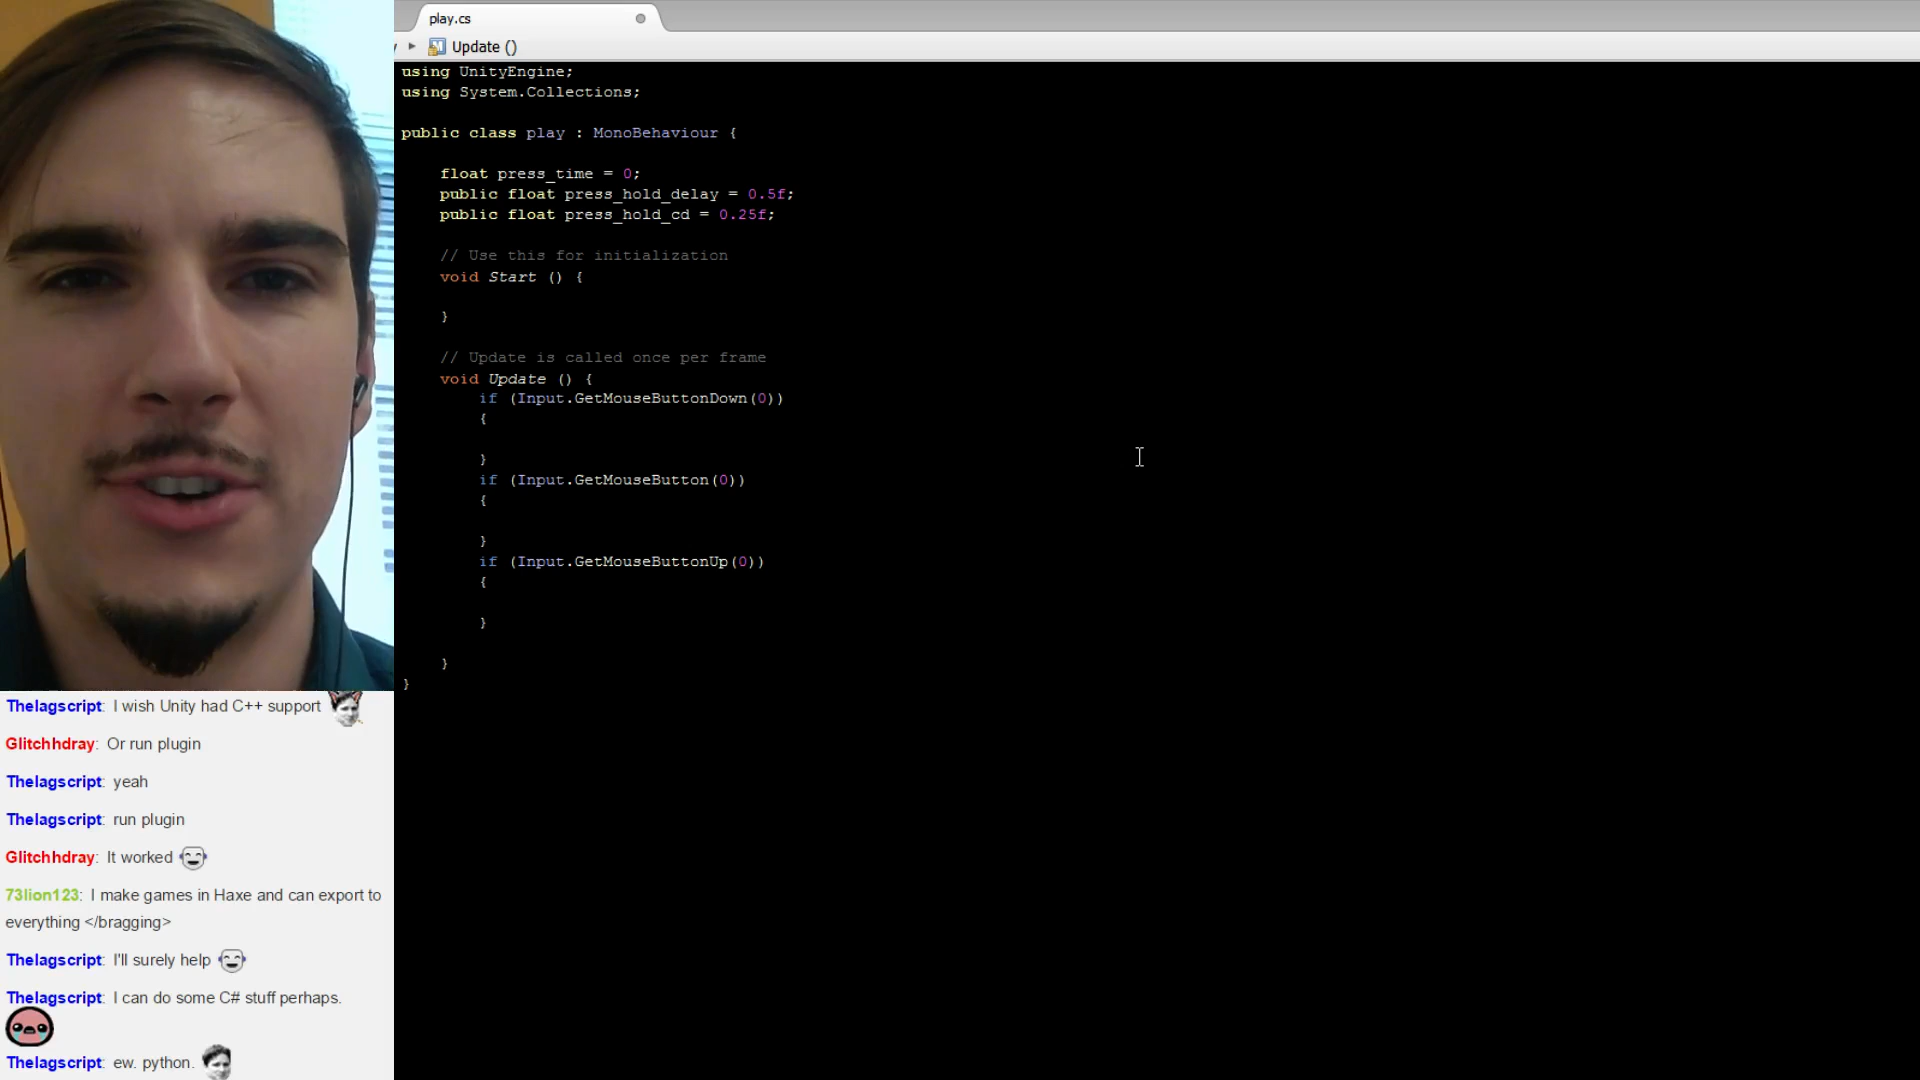 play.cs
Update ()
using UnityEngine;
using System.Collections;
public class play : MonoBehaviour {
float press_time = 0;
public float press_hold_delay = 0.5f;
public float press_hold_cd = 0.25f;
// Use this for initialization
void Start () {
}
// Update is called once per frame
void Update () {
if (Input.GetMouseButtonDown(0))
{
}
if (Input.GetMouseButton(0))
{
}
if (Input.GetMouseButtonUp(0))
{
}
}
}
Thelagscript: I wish Unity had C++ support
Glitchhdray: Or run plugin
Thelagscript: yeah
Thelagscript: run plugin
Glitchhdray: It worked
73lion123: I make games in Haxe and can export to
everything </bragging>
Thelagscript: I'll surely help
Thelagscript: I can do some C# stuff perhaps.
Thelagscript: ew. python.